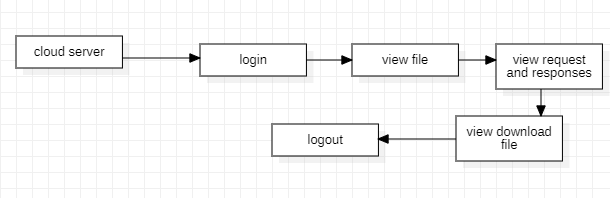 cloud server
login
view file
view request
and responses
view download
file
logout